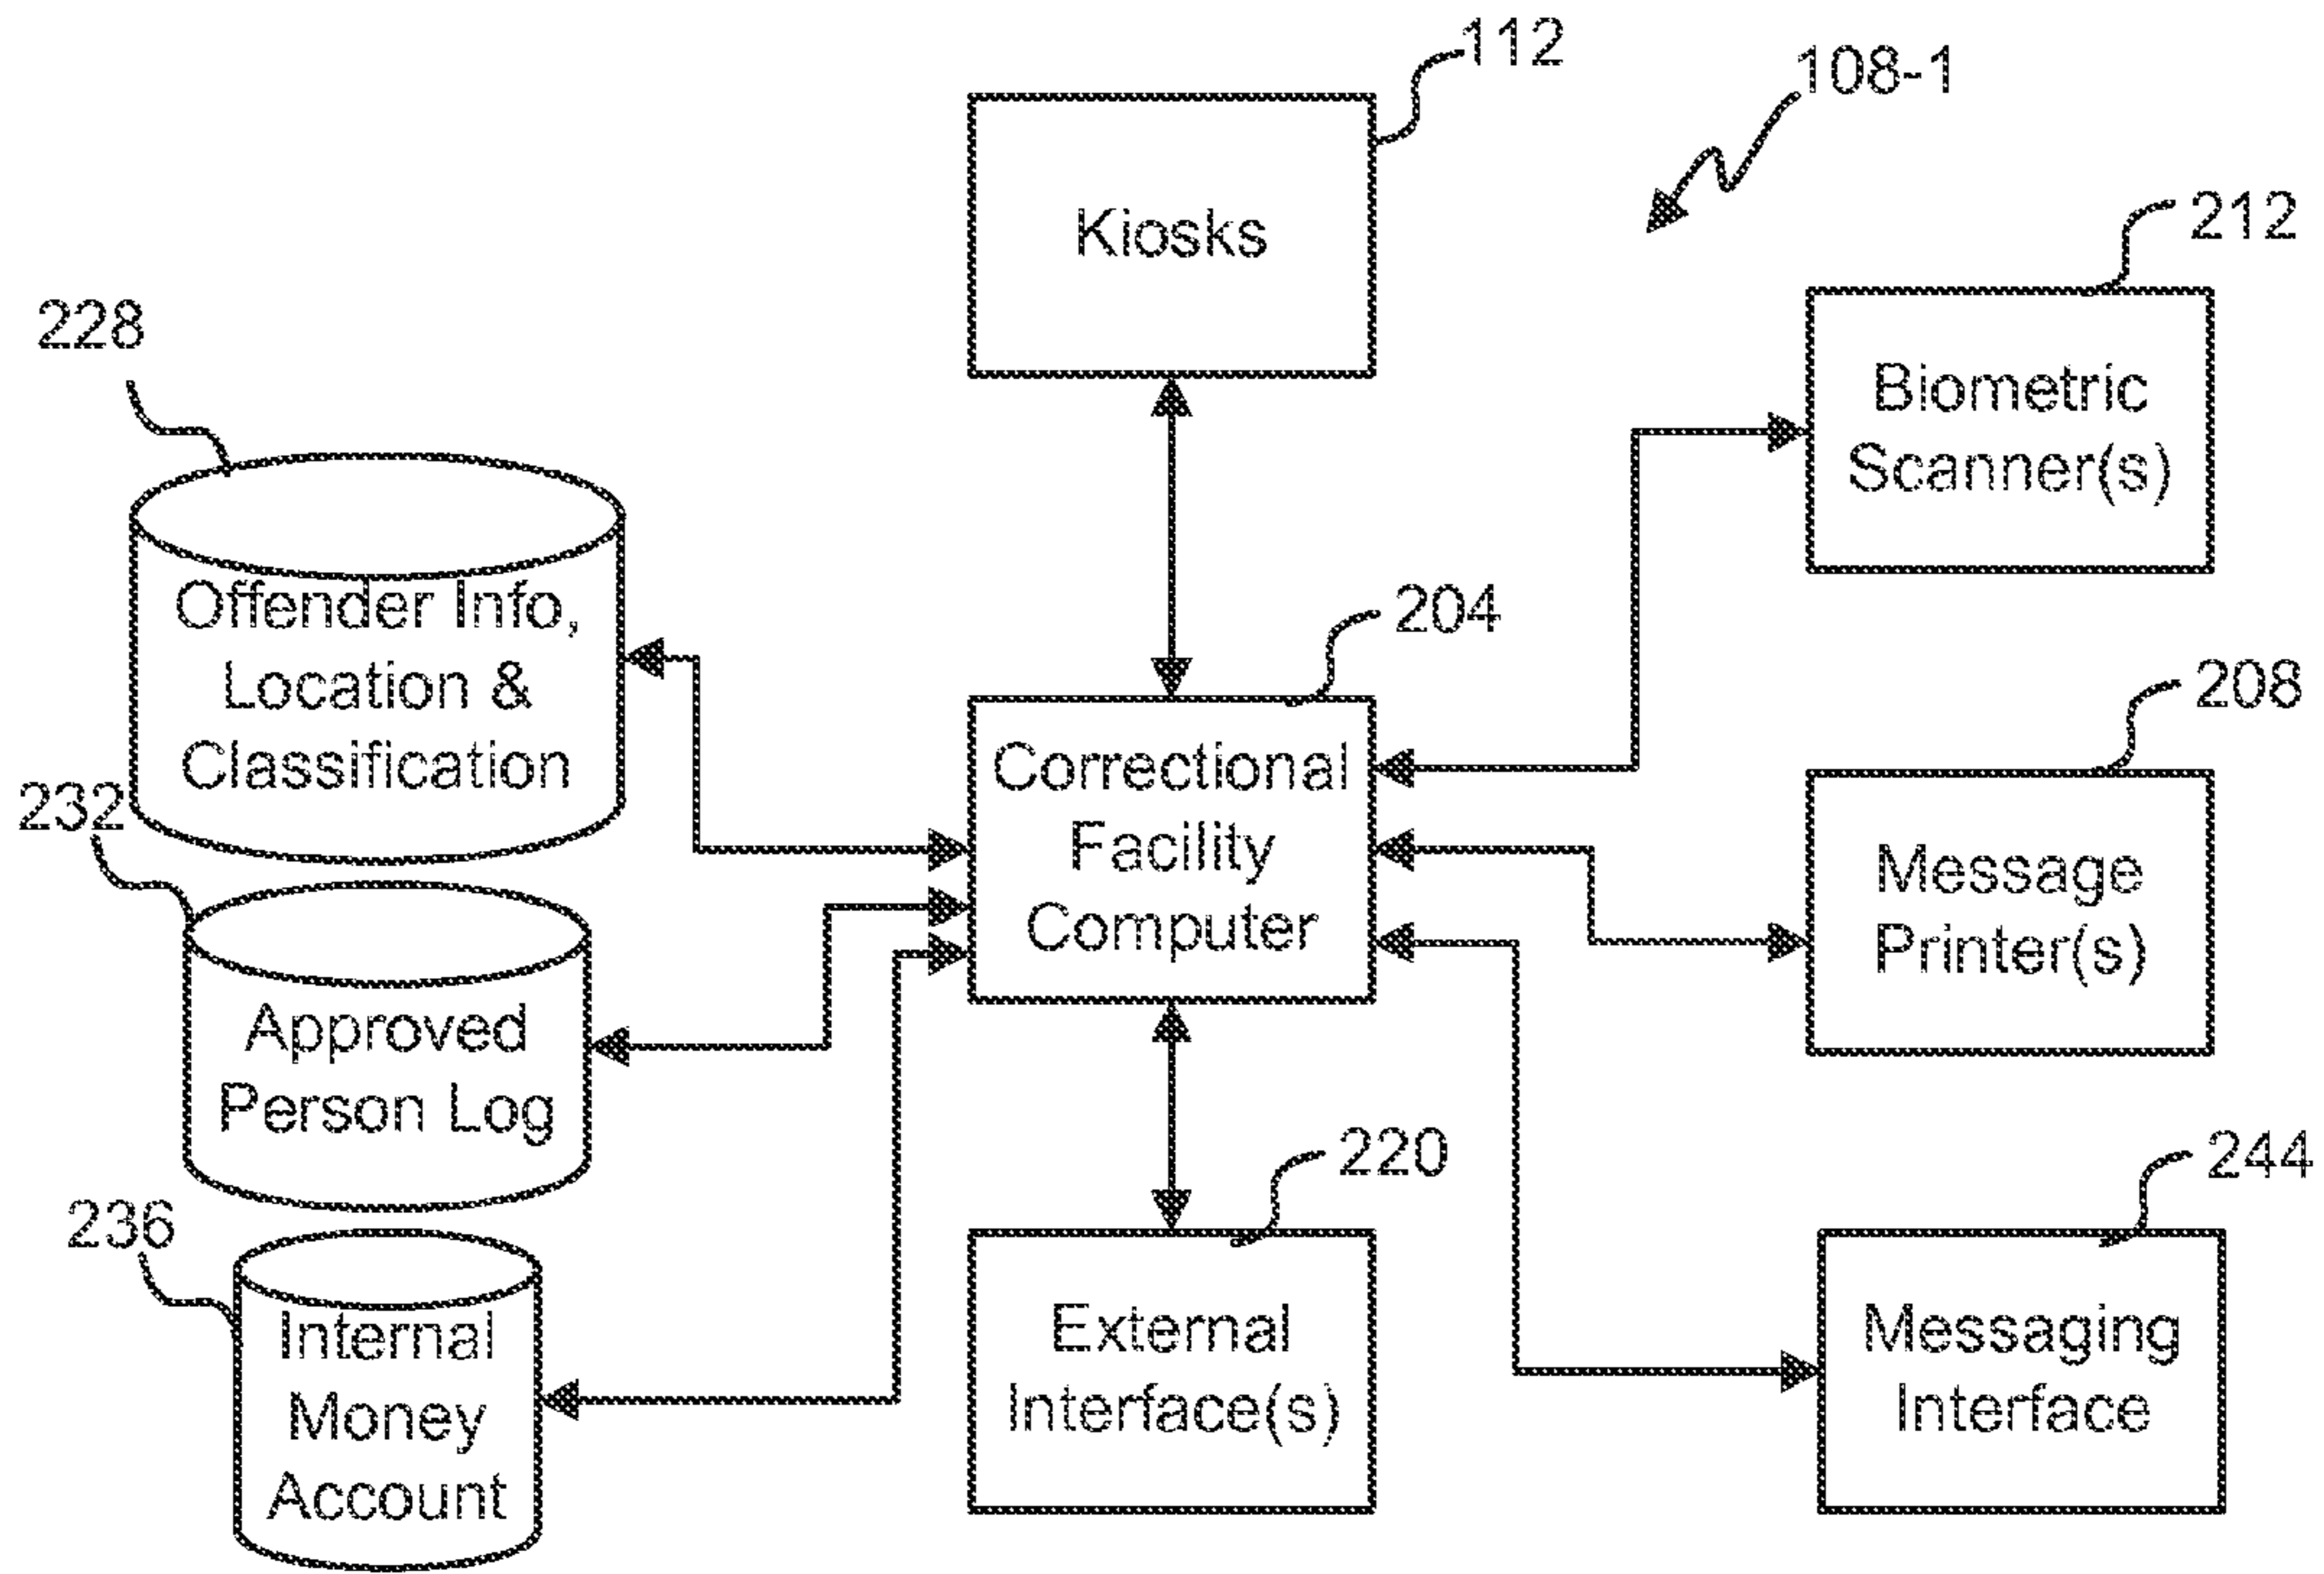 112
108-1
Kiosks
212
228
Biometric
Scanner(s)
Offender Info,
Location &
Classification
204
208
232
Correctional
Facility
Computer
Message
Printer(s)
Approved
Person Log
220
244
236
Internal
Money
Account
External
Interface(s)
Messaging
Interface